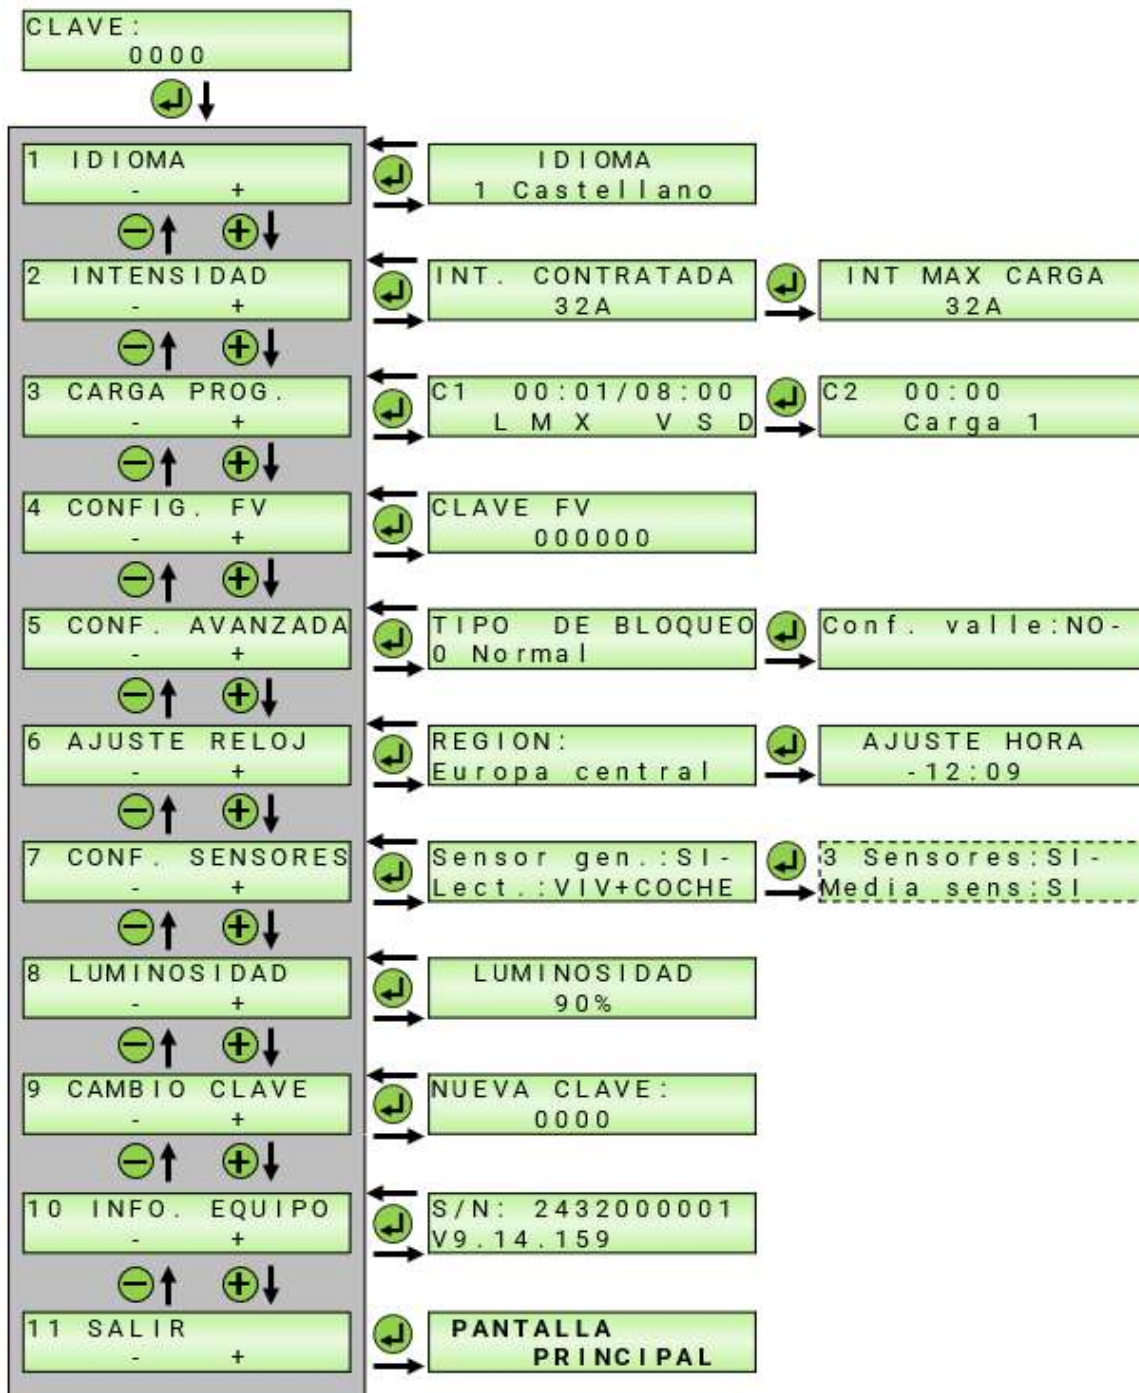 CLAVE:
0000
1 IDIOMA
- +
IDIOMA
1 Castellano
2 INTENSIDAD
- +
INT. CONTRATADA
32A
INT MAX CARGA
32A
3 CARGA PROG.
- +
C1 00:01/08:00
L M X V S D
C2 00:00
Carga 1
4 CONFIG. FV
- +
CLAVE FV
000000
5 CONF. AVANZADA
- +
TIPO DE BLOQUEO
0 Normal
Conf. valle:NO-
6 AJUSTE RELOJ
- +
REGION:
Europa central
AJUSTE HORA
-12:09
7 CONF. SENSORES
- +
Sensor gen.:SI-
Lect.:VIV+COCHE
3 Sensores:SI-
Media sens:SI
8 LUMINOSIDAD
- +
LUMINOSIDAD
90%
9 CAMBIO CLAVE
- +
NUEVA CLAVE:
0000
10 INFO. EQUIPO
- +
S/N: 2432000001
V9.14.159
11 SALIR
- +
PANTALLA
PRINCIPAL